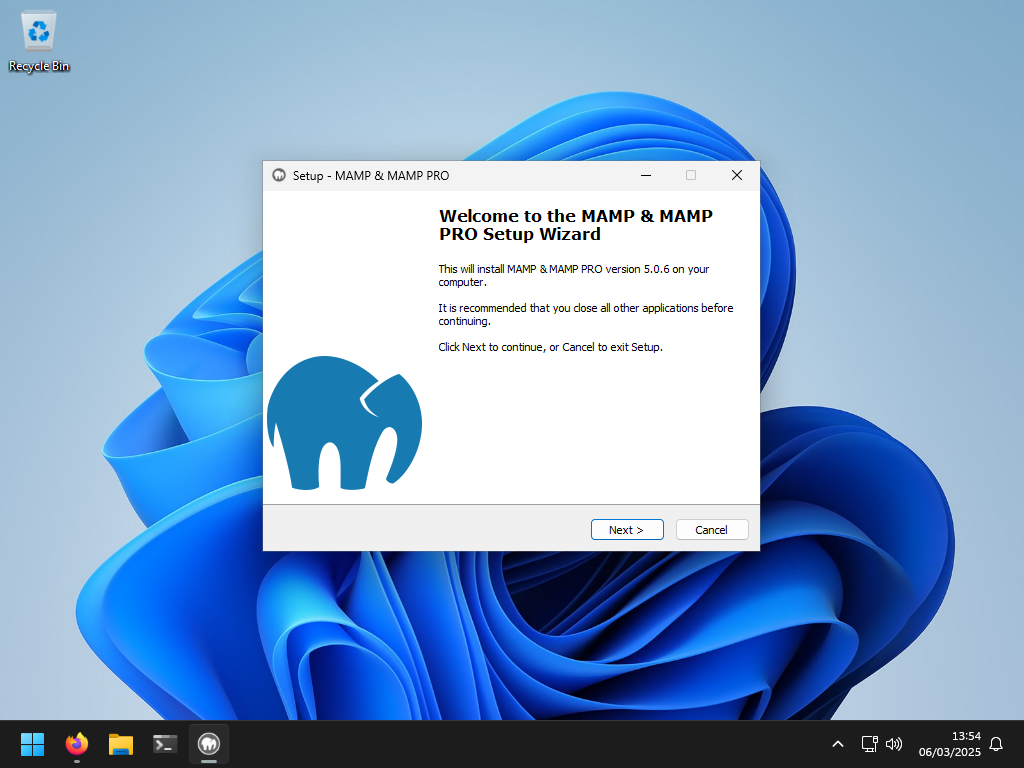 Recycle Bin
Setup - MAMP & MAMP PRO
Welcome to the MAMP & MAMP
PRO Setup Wizard
This will install MAMP & MAMP PRO version 5.0.6 on your
computer.
It is recommended that you close all other applications before
continuing.
Click Next to continue, or Cancel to exit Setup.
Next >
Cancel
13:54
06/03/2025